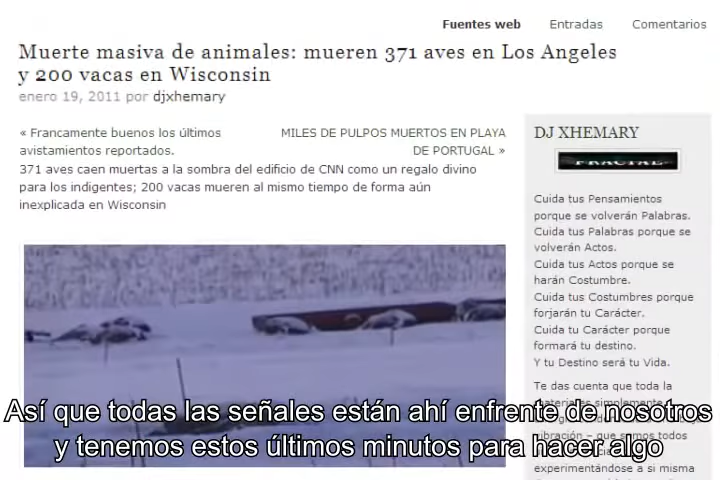 Fuentes web Entradas Comentarios
Muerte masiva de animales: mueren 371 aves en Los Angeles
y 200 vacas en Wisconsin
enero 19, 2011 por djxhemary
« Francamente buenos los últimos
avistamientos reportados.
MILES DE PULPOS MUERTOS EN PLAYA
DE PORTUGAL »
371 aves caen muertas a la sombra del edificio de CNN como un regalo divino
para los indigentes; 200 vacas mueren al mismo tiempo de forma aún
inexplicada en Wisconsin
DJ XHEMARY
FRACTAL
Cuida tus Pensamientos
porque se volverán Palabras.
Cuida tus Palabras porque se
volverán Actos.
Cuida tus Actos porque se
harán Costumbre.
Cuida tus Costumbres porque
forjarán tu Carácter.
Cuida tu Carácter porque
formará tu destino.
Y tu Destino será tu Vida.
Te das cuenta que toda la
simplemente
vibración – que somos todos
experimentándose a si misma
Así que todas las señales están ahí enfrente de nosotros
y tenemos estos últimos minutos para hacer algo